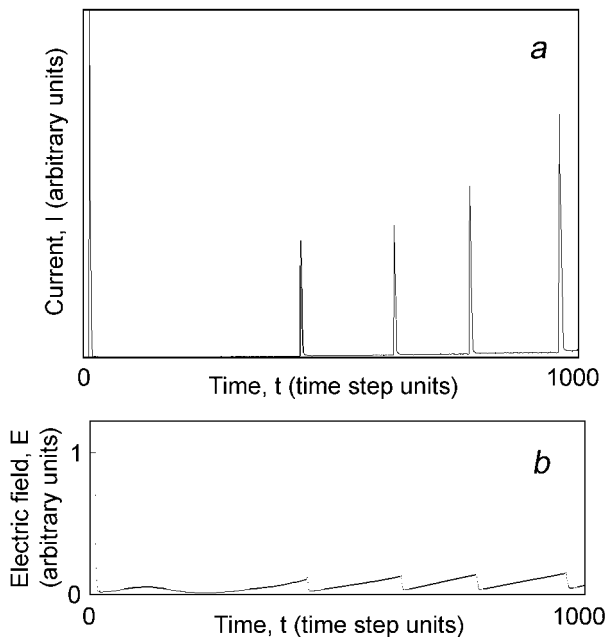 a
Current, I (arbitrary units)
0
1000
Time, t (time step units)
b
Electric field, E
(arbitrary units)
1
0
0
1000
Time, t (time step units)